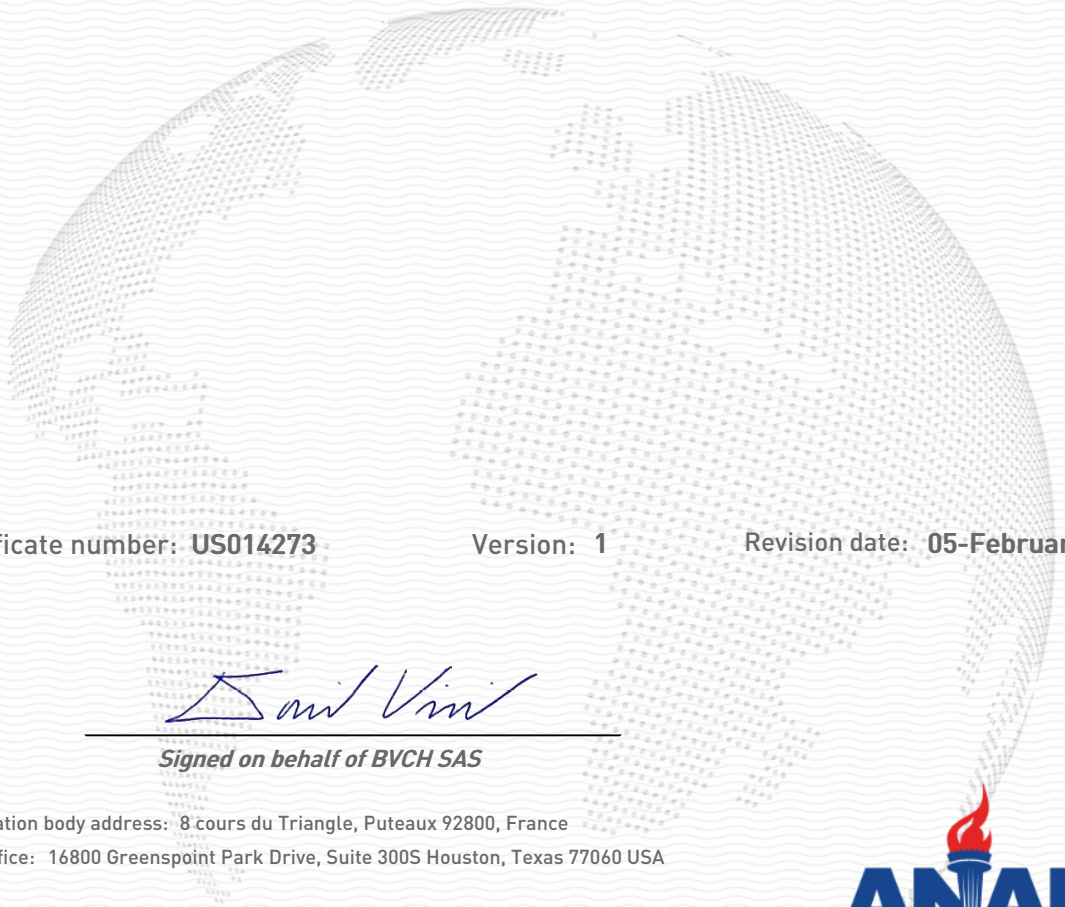 ficate number: US014273 Version: 1 Revision date: 05-Februar
Signed on behalf of BVCH SAS
ation body address: 8 cours du Triangle, Puteaux 92800, France
fice: 16800 Greenspoint Park Drive, Suite 300S Houston, Texas 77060 USA
ANA